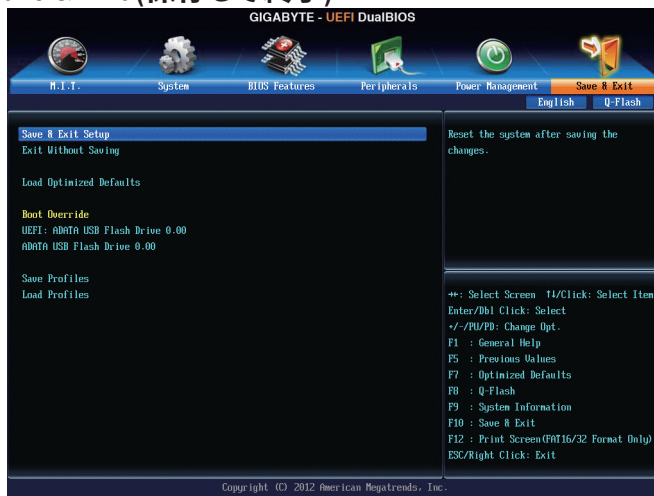 GIGABYTE - UEFI DualBIOS
M.I.T.
System
BIOS Features
Peripherals
Power Management
Save & Exit
English
Q-Flash
Save & Exit Setup
Exit Without Saving
Load Optimized Defaults
Boot Override
UEFI: ADATA USB Flash Drive 0.00
ADATA USB Flash Drive 0.00
Save Profiles
Load Profiles
Reset the system after saving the
changes.
→←: Select Screen ↑↓/Click: Select Item
Enter/Dbl Click: Select
+/-/PU/PD: Change Opt.
F1 : General Help
F5 : Previous Values
F7 : Optimized Defaults
F8 : Q-Flash
F9 : System Information
F10 : Save & Exit
F12 : Print Screen(FAT16/32 Format Only)
ESC/Right Click: Exit
Copyright (C) 2012 American Megatrends, Inc.